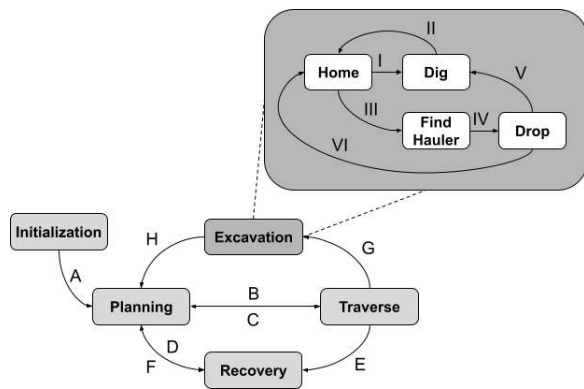 II
Home
I
Dig
III
V
Find
Hauler
IV
Drop
VI
Initialization
H
Excavation
G
A
Planning
B
C
Traverse
D
F
Recovery
E